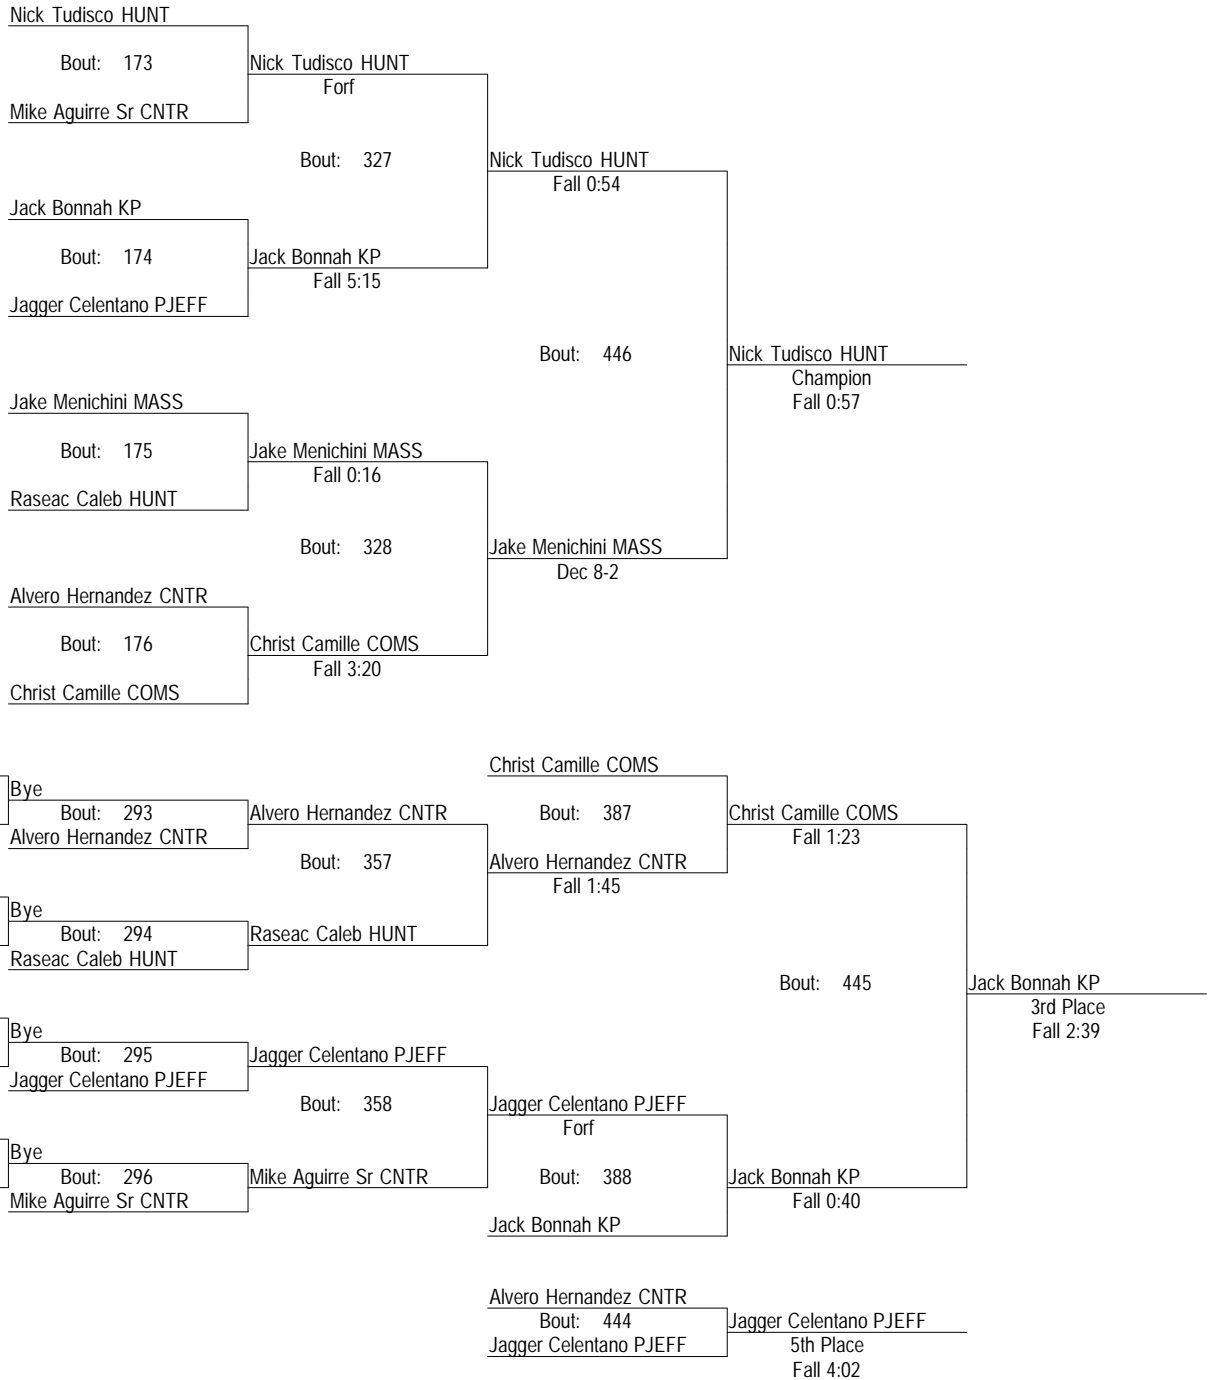 Nick Tudisco HUNT
Bout: 173
Nick Tudisco HUNT
Forf
Mike Aguirre Sr CNTR
Bout: 327
Nick Tudisco HUNT
Fall 0:54
Jack Bonnah KP
Bout: 174
Jack Bonnah KP
Fall 5:15
Jagger Celentano PJEFF
Bout: 446
Nick Tudisco HUNT
Champion
Fall 0:57
Jake Menichini MASS
Bout: 175
Jake Menichini MASS
Fall 0:16
Raseac Caleb HUNT
Bout: 328
Jake Menichini MASS
Dec 8-2
Alvero Hernandez CNTR
Bout: 176
Christ Camille COMS
Fall 3:20
Christ Camille COMS
Christ Camille COMS
Bye
Bout: 293
Alvero Hernandez CNTR
Bout: 387
Christ Camille COMS
Fall 1:23
Alvero Hernandez CNTR
Bout: 357
Alvero Hernandez CNTR
Fall 1:45
Bye
Bout: 294
Raseac Caleb HUNT
Raseac Caleb HUNT
Bout: 445
Jack Bonnah KP
3rd Place
Fall 2:39
Bye
Bout: 295
Jagger Celentano PJEFF
Jagger Celentano PJEFF
Bout: 358
Jagger Celentano PJEFF
Forf
Bye
Bout: 296
Mike Aguirre Sr CNTR
Bout: 388
Jack Bonnah KP
Fall 0:40
Mike Aguirre Sr CNTR
Jack Bonnah KP
Alvero Hernandez CNTR
Bout: 444
Jagger Celentano PJEFF
5th Place
Fall 4:02
Jagger Celentano PJEFF